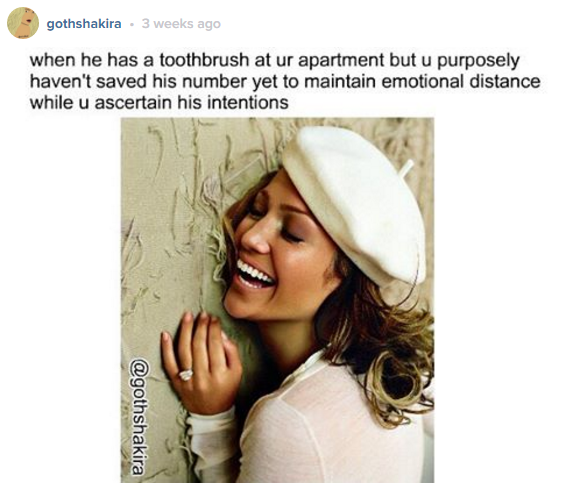 gothshakira • 3 weeks ago
when he has a toothbrush at ur apartment but u purposely
haven't saved his number yet to maintain emotional distance
while u ascertain his intentions
@gothshakira